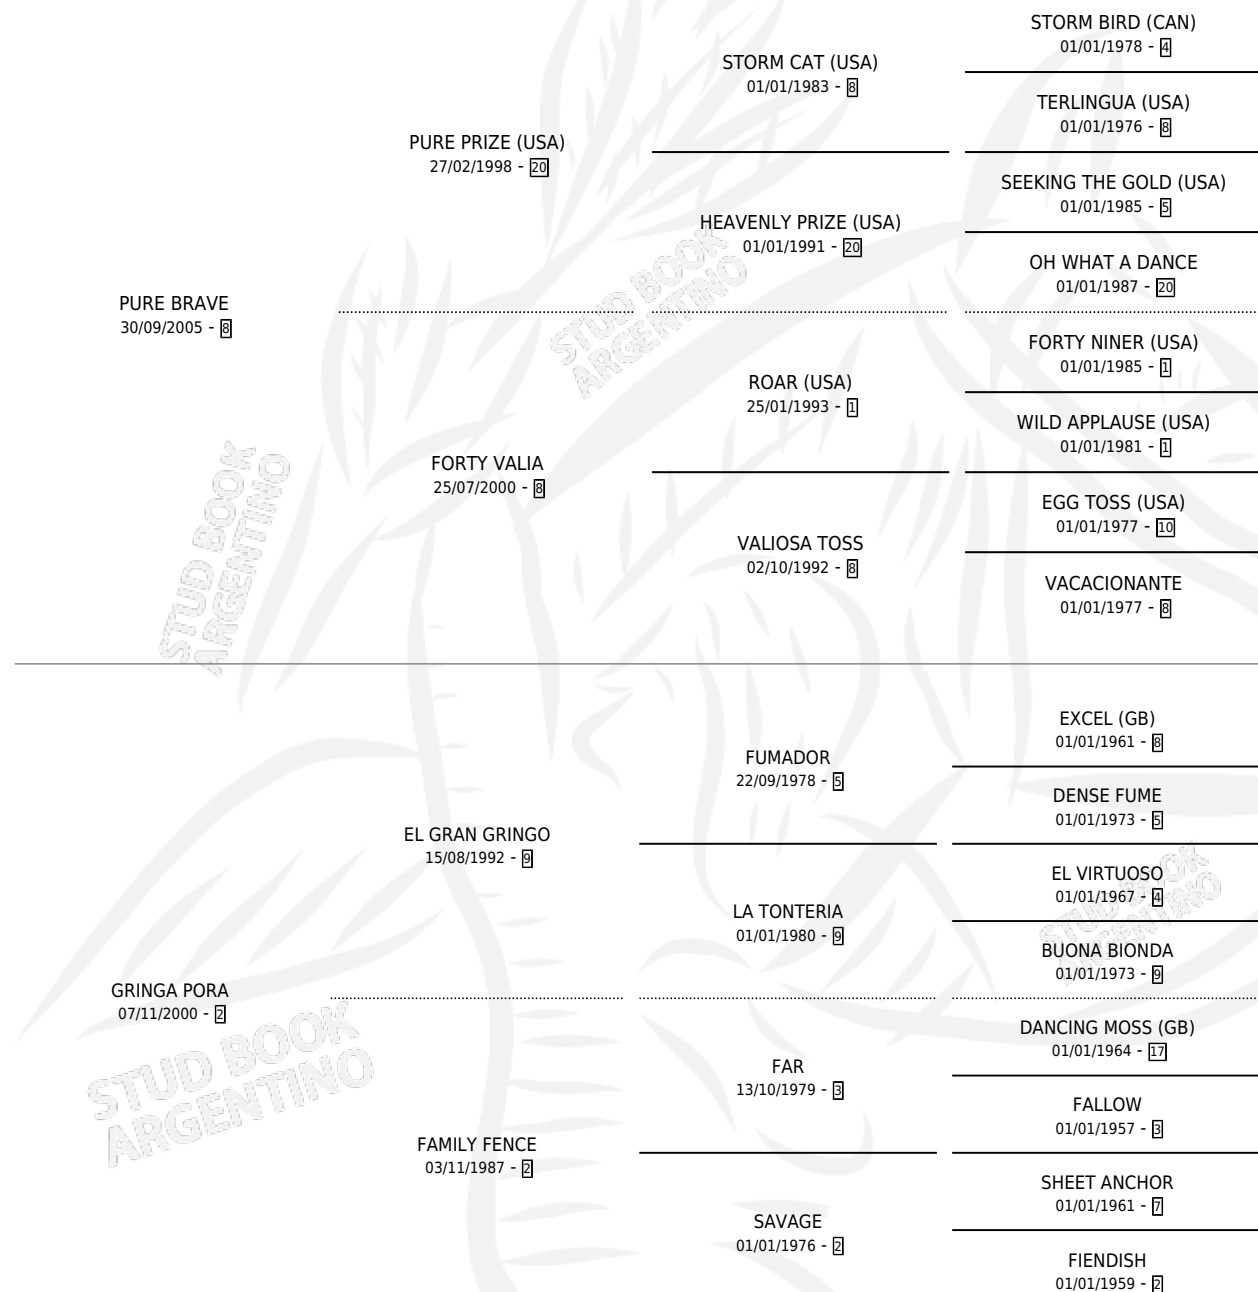 STORM BIRD (CAN)
01/01/1978 - 4
STORM CAT (USA)
01/01/1983 - 8
TERLINGUA (USA)
01/01/1976 - 8
PURE PRIZE (USA)
27/02/1998 - 20
SEEKING THE GOLD (USA)
01/01/1985 - 5
HEAVENLY PRIZE (USA)
01/01/1991 - 20
OH WHAT A DANCE
01/01/1987 - 20
PURE BRAVE
30/09/2005 - 8
STUD BOOK
ARGENTINO
FORTY NINER (USA)
01/01/1985 - 1
ROAR (USA)
25/01/1993 - 1
WILD APPLAUSE (USA)
01/01/1981 - 1
FORTY VALIA
25/07/2000 - 8
EGG TOSS (USA)
01/01/1977 - 10
VALIOSA TOSS
02/10/1992 - 8
VACACIONANTE
01/01/1977 - 8
STUD BOOK
ARGENTINO
EXCEL (GB)
01/01/1961 - 8
FUMADOR
22/09/1978 - 5
DENSE FUME
01/01/1973 - 5
EL GRAN GRINGO
15/08/1992 - 9
EL VIRTUOSO
01/01/1967 - 4
LA TONTERIA
01/01/1980 - 9
STUD BOOK
ARGENTINO
BUONA BIONDA
01/01/1973 - 9
GRINGA PORA
07/11/2000 - 2
STUD BOOK
ARGENTINO
DANCING MOSS (GB)
01/01/1964 - 17
FAR
13/10/1979 - 3
FALLOW
01/01/1957 - 3
FAMILY FENCE
03/11/1987 - 2
SHEET ANCHOR
01/01/1961 - 7
SAVAGE
01/01/1976 - 2
FIENDISH
01/01/1959 - 2